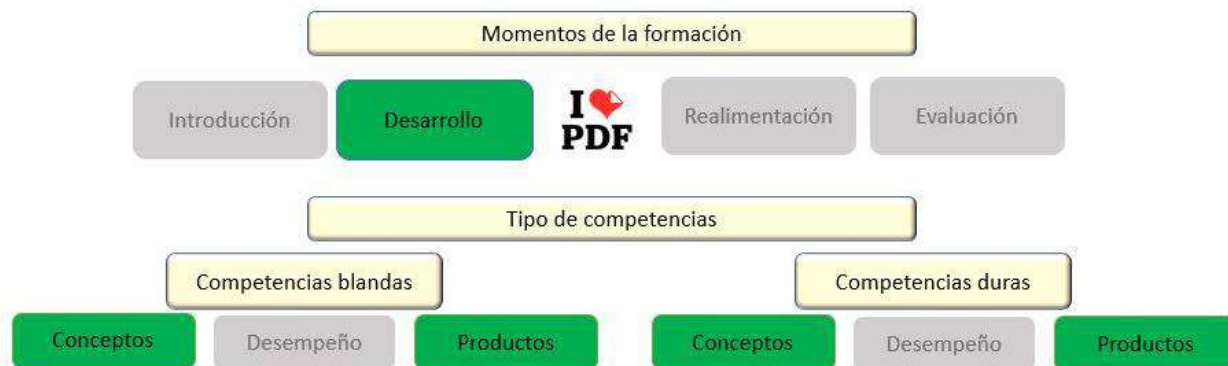 Momentos de la formación
Introducción
Desarrollo
I
PDF
Realimentación
Evaluación
Tipo de competencias
Competencias blandas
Competencias duras
Conceptos
Desempeño
Productos
Conceptos
Desempeño
Productos